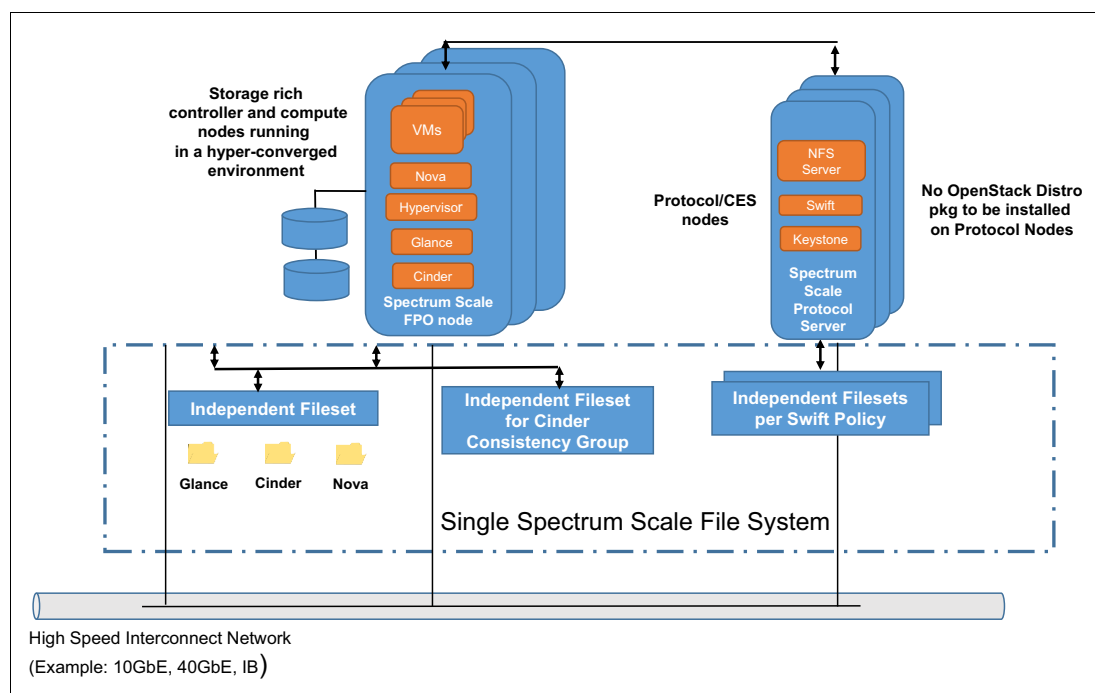 Storage rich
controller and compute
nodes running
in a hyper-converged
environment
VMs
Nova
Hypervisor
Glance
Cinder
Spectrum Scale
FPO node
Protocol/CES
nodes
NFS
Server
Swift
Keystone
Spectrum
Scale
Protocol
Server
No OpenStack Distro
pkg to be installed
on Protocol Nodes
Independent Fileset
Glance
Cinder
Nova
Independent Fileset
for Cinder
Consistency Group
Independent Filesets
per Swift Policy
Single Spectrum Scale File System
High Speed Interconnect Network
(Example: 10GbE, 40GbE, IB)